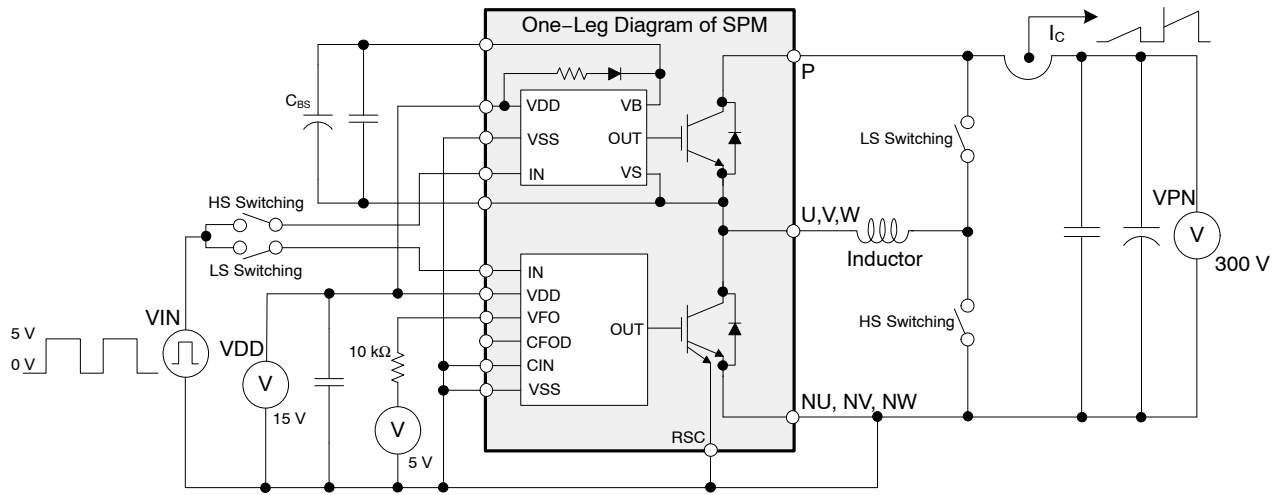 One–Leg Diagram of SPM
I_C
P
C_BS
VDD
VB
VSS
OUT
IN
VS
LS Switching
HS Switching
LS Switching
U,V,W
Inductor
VPN
V
300 V
IN
VDD
VFO
CFOD
CIN
VSS
OUT
HS Switching
VIN
5 V
0 V
VDD
V
15 V
10 kΩ
V
5 V
NU, NV, NW
RSC